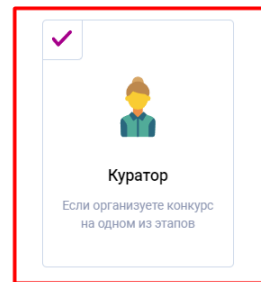 Куратор
Если организуете конкурс
на одном из этапов